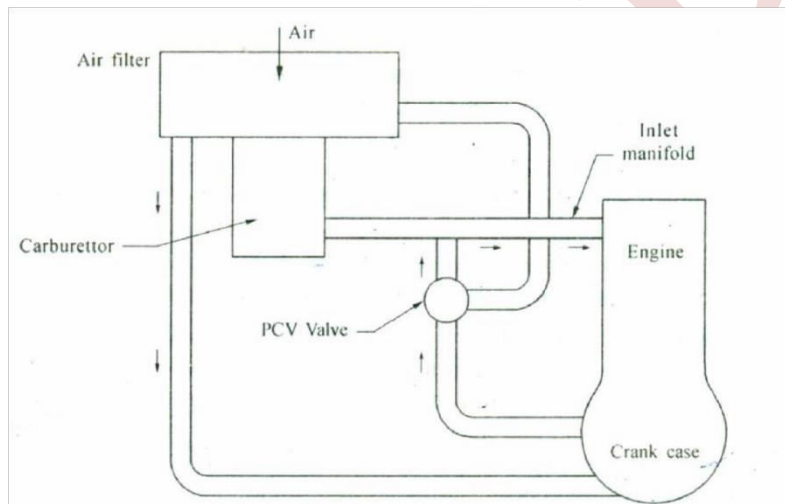 Air
Air filter
Inlet
manifold
Carburettor
Engine
PCV Valve
Crank case